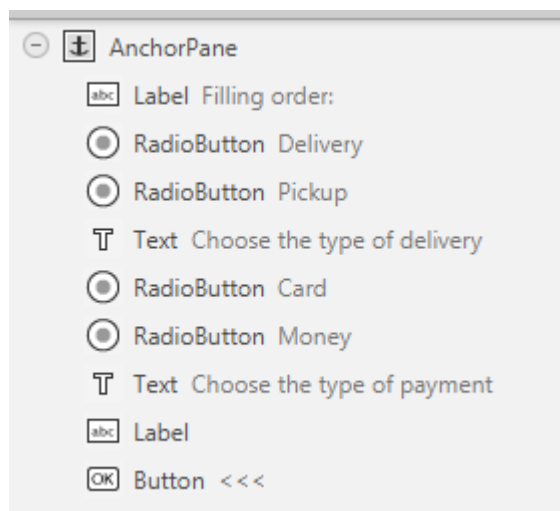 AnchorPane
abc Label Filling order:
RadioButton Delivery
RadioButton Pickup
T Text Choose the type of delivery
RadioButton Card
RadioButton Money
T Text Choose the type of payment
abc Label
OK Button <<<